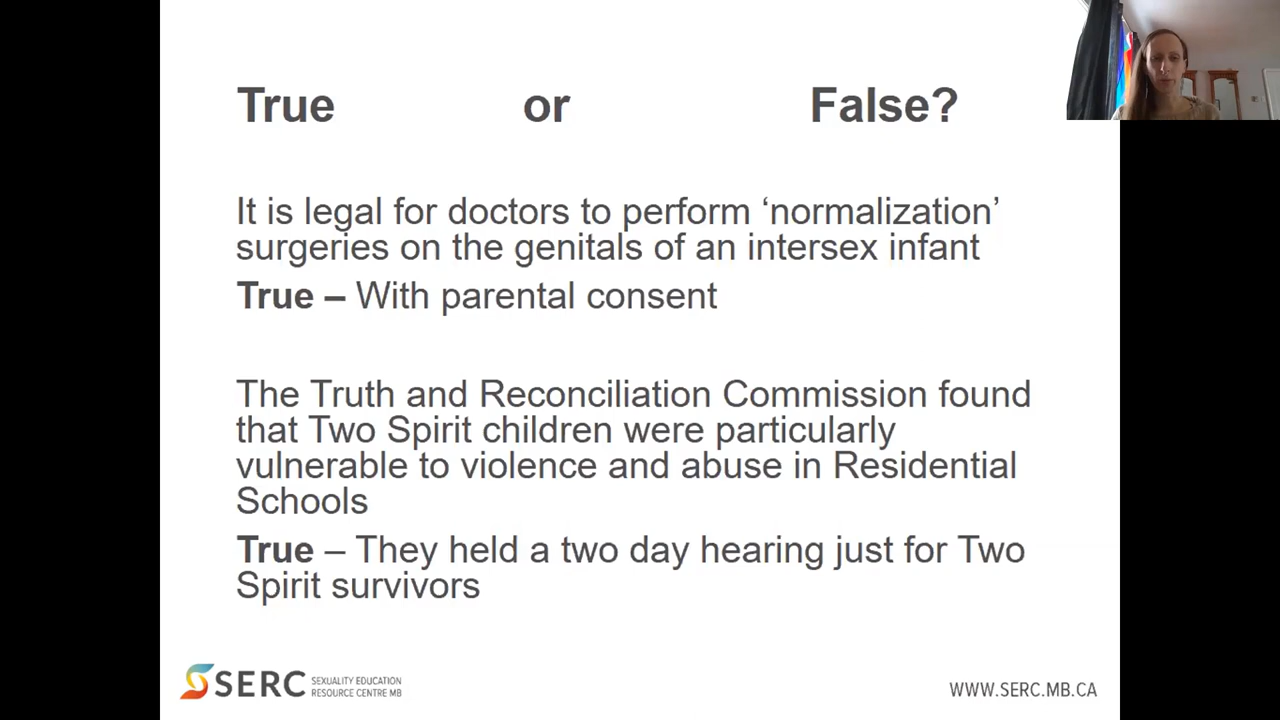 True or False?
It is legal for doctors to perform ‘normalization’
surgeries on the genitals of an intersex infant
True – With parental consent
The Truth and Reconciliation Commission found
that Two Spirit children were particularly
vulnerable to violence and abuse in Residential
Schools
True – They held a two day hearing just for Two
Spirit survivors
SERC SEXUALITY EDUCATION
RESOURCE CENTRE MB
WWW.SERC.MB.CA